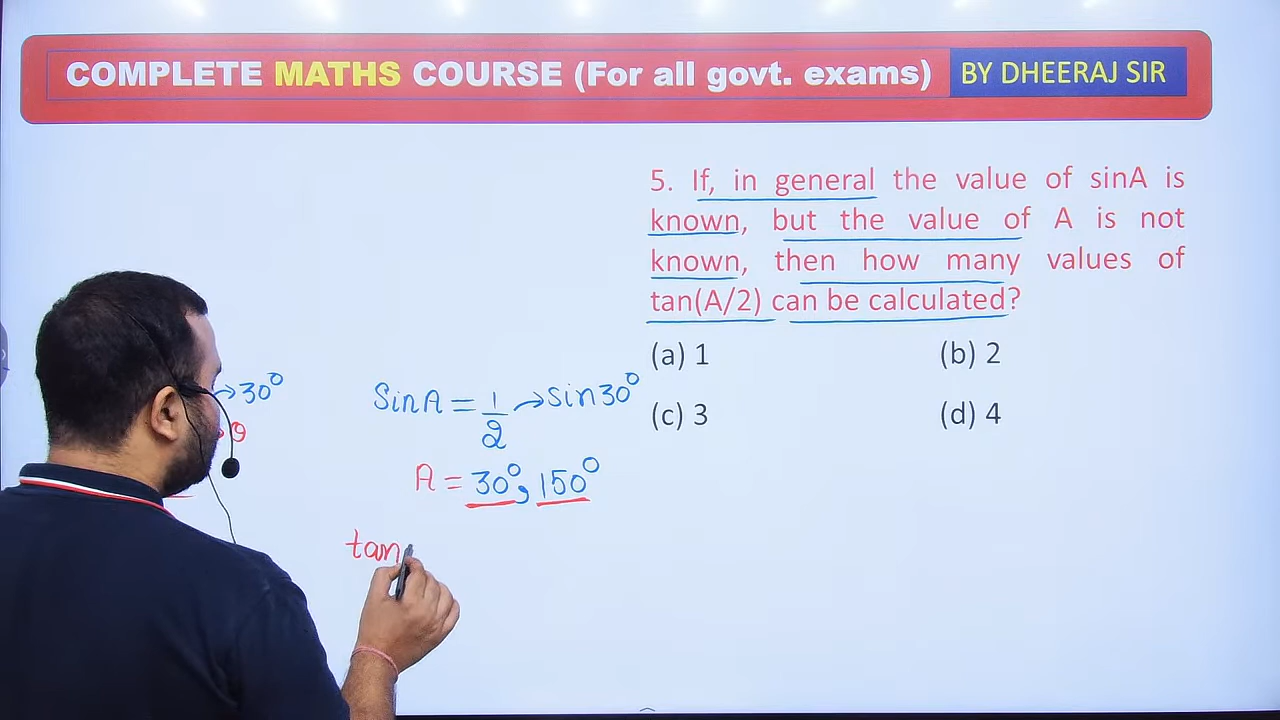 COMPLETE MATHS COURSE (For all govt. exams) BY DHEERAJ SIR
5. If, in general the value of sinA is
known, but the value of A is not
known, then how many values of
tan(A/2) can be calculated?
(a) 1 (b) 2
(c) 3 (d) 4
→30°
θ
SinA = 1/2 → Sin30°
A = 30°, 150°
tan